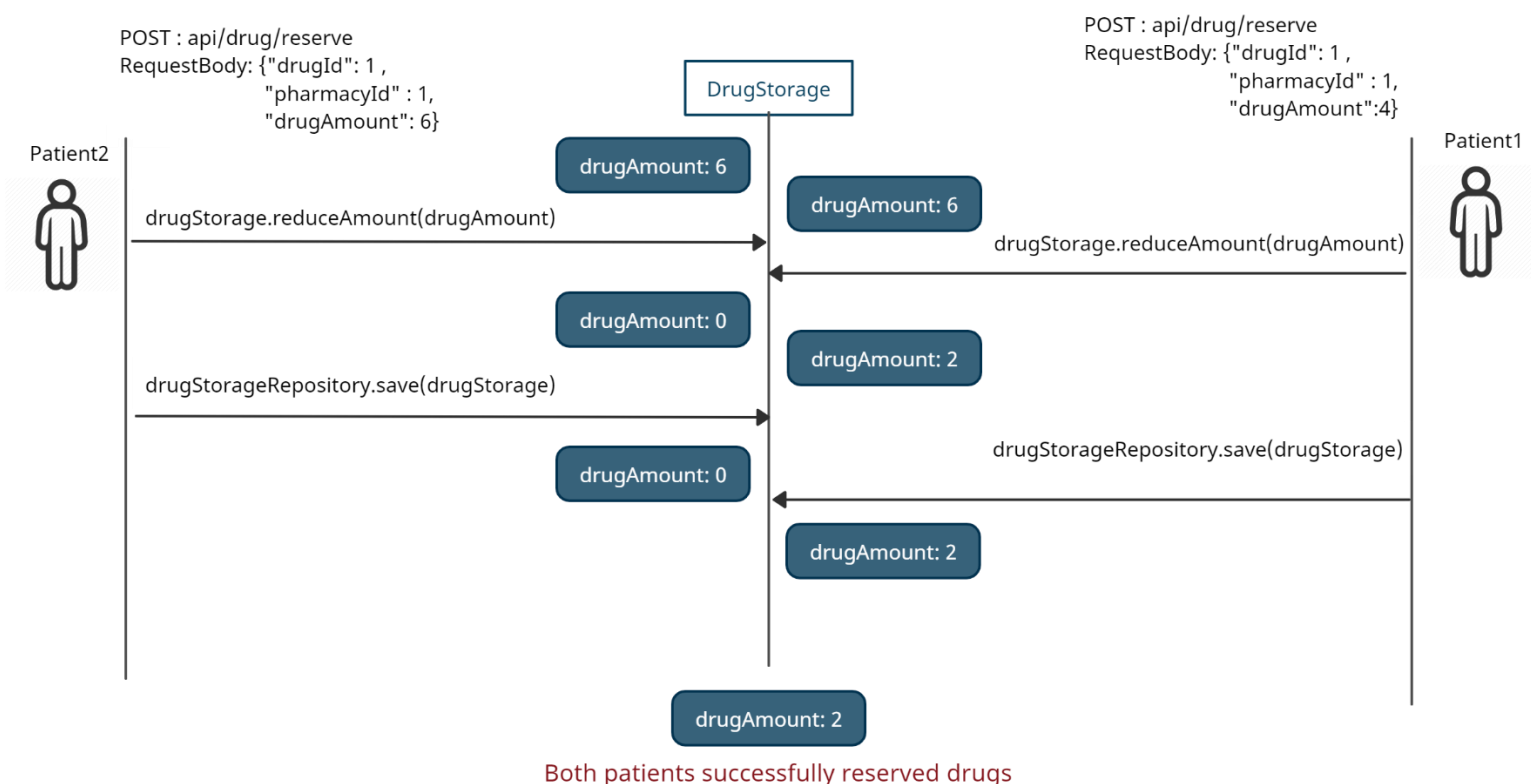 POST : api/drug/reserve
RequestBody: {"drugId": 1 ,
"pharmacyId" : 1,
"drugAmount": 6}
POST : api/drug/reserve
RequestBody: {"drugId": 1 ,
"pharmacyId" : 1,
"drugAmount":4}
DrugStorage
Patient2
Patient1
drugAmount: 6
drugAmount: 6
drugStorage.reduceAmount(drugAmount)
drugStorage.reduceAmount(drugAmount)
drugAmount: 0
drugAmount: 2
drugStorageRepository.save(drugStorage)
drugStorageRepository.save(drugStorage)
drugAmount: 0
drugAmount: 2
drugAmount: 2
Both patients successfully reserved drugs